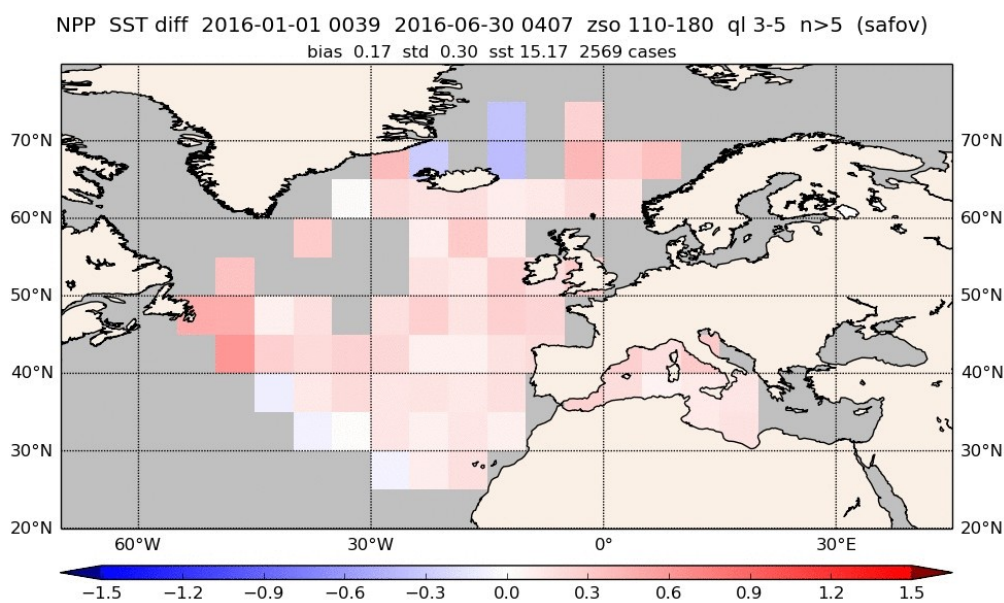 NPP SST diff 2016-01-01 0039 2016-06-30 0407 zso 110-180 ql 3-5 n>5 (safov)
bias 0.17 std 0.30 sst 15.17 2569 cases
70°N 70°N
60°N 60°N
50°N 50°N
40°N 40°N
30°N 30°N
20°N 20°N
60°W 30°W 0° 30°E
−1.5 −1.2 −0.9 −0.6 −0.3 0.0 0.3 0.6 0.9 1.2 1.5